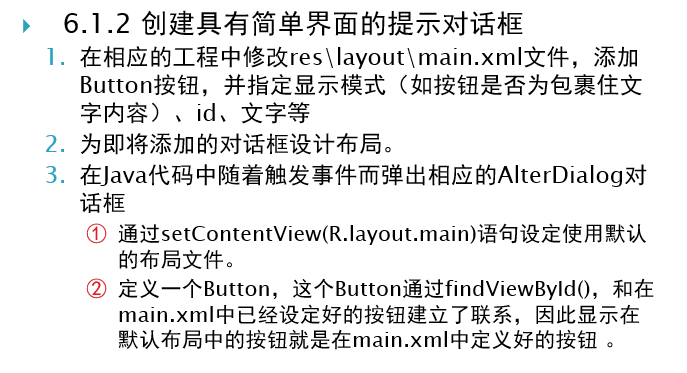 6.1.2 创建具有简单界面的提示对话框
1. 在相应的工程中修改res\layout\main.xml文件，添加
Button按钮，并指定显示模式（如按钮是否为包裹住文
字内容）、id、文字等
2. 为即将添加的对话框设计布局。
3. 在Java代码中随着触发事件而弹出相应的AlterDialog对
话框
① 通过setContentView(R.layout.main)语句设定使用默认
的布局文件。
② 定义一个Button，这个Button通过findViewById()，和在
main.xml中已经设定好的按钮建立了联系，因此显示在
默认布局中的按钮就是在main.xml中定义好的按钮 。